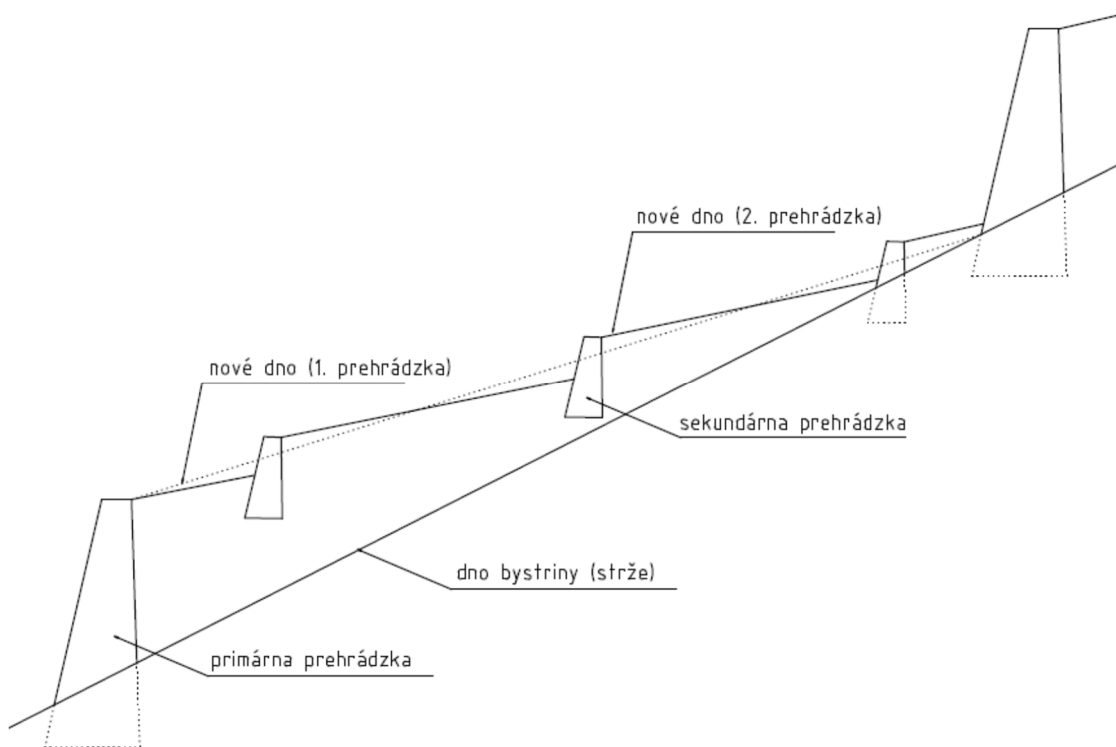 nové dno (2. prehrádzka)
nové dno (1. prehrádzka)
sekundárna prehrádzka
dno bystriny (strže)
primárna prehrádzka